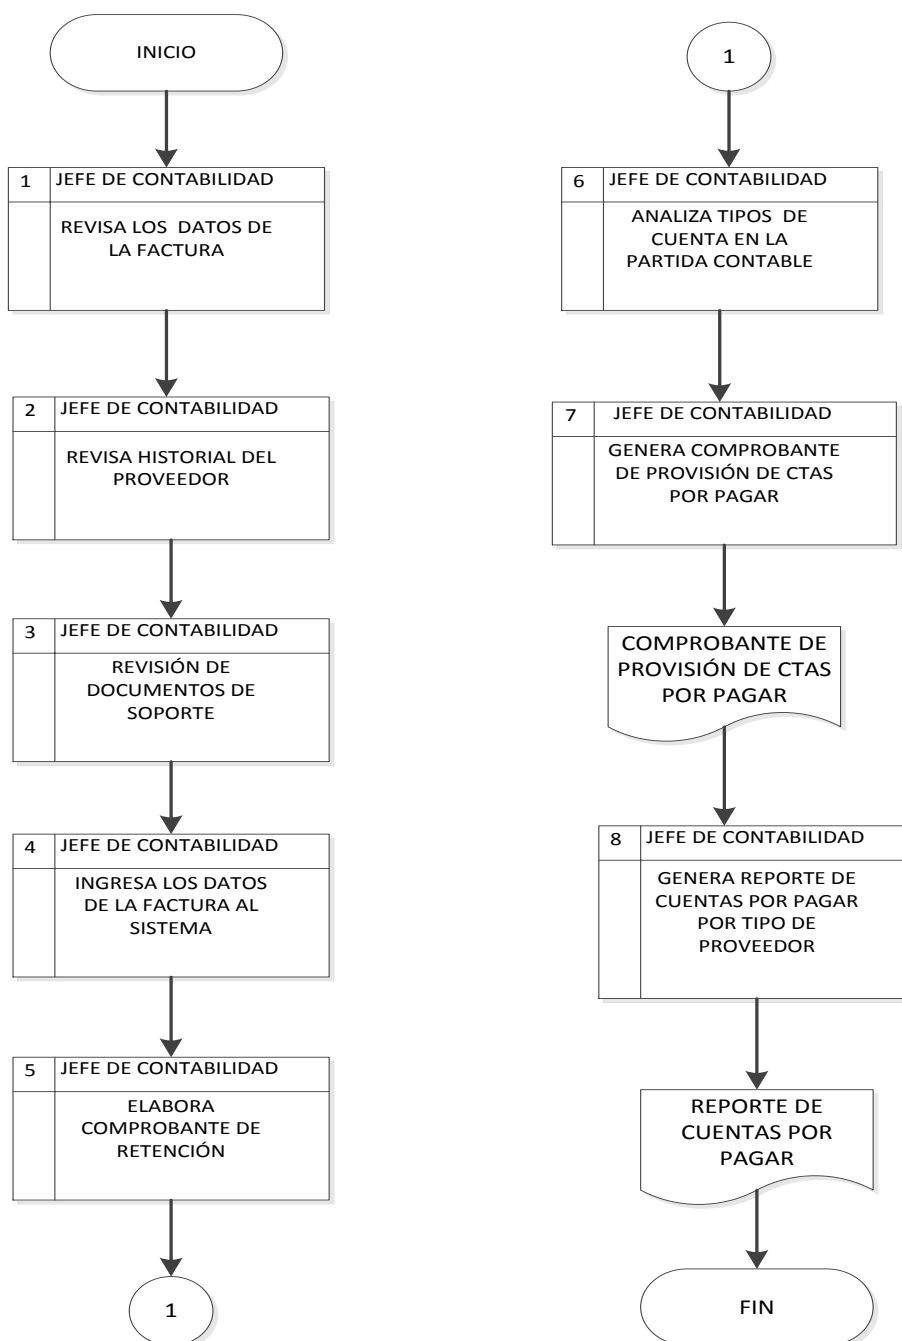 INICIO
1 JEFE DE CONTABILIDAD
REVISA LOS DATOS DE
LA FACTURA
2 JEFE DE CONTABILIDAD
REVISA HISTORIAL DEL
PROVEEDOR
3 JEFE DE CONTABILIDAD
REVISIÓN DE
DOCUMENTOS DE
SOPORTE
4 JEFE DE CONTABILIDAD
INGRESA LOS DATOS
DE LA FACTURA AL
SISTEMA
5 JEFE DE CONTABILIDAD
ELABORA
COMPROBANTE DE
RETENCIÓN
1
1
6 JEFE DE CONTABILIDAD
ANALIZA TIPOS DE
CUENTA EN LA
PARTIDA CONTABLE
7 JEFE DE CONTABILIDAD
GENERA COMPROBANTE
DE PROVISIÓN DE CTAS
POR PAGAR
COMPROBANTE DE
PROVISIÓN DE CTAS
POR PAGAR
8 JEFE DE CONTABILIDAD
GENERA REPORTE DE
CUENTAS POR PAGAR
POR TIPO DE
PROVEEDOR
REPORTE DE
CUENTAS POR
PAGAR
FIN